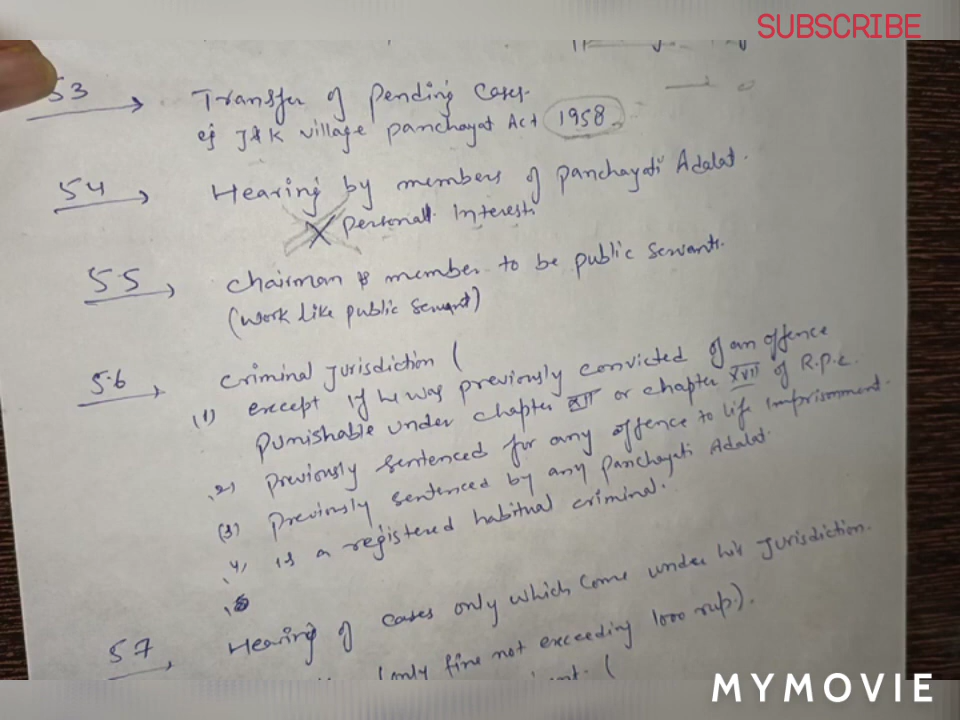 SUBSCRIBE
53 → Transfer of pending cases.
eg J&K village panchayat Act 1958
54 → Hearing by members of panchayati Adalat.
X personal Interest.
55 → chairman & member to be public servants.
(work like public servant)
56 → Criminal jurisdiction (
(1) except if he was previously convicted of an offence
punishable under chapter XII or chapter XVII of R.P.C.
(2) previously sentenced for any offence to life imprisonment.
(3) previously sentenced by any panchayati Adalat.
4, is a registered habitual criminal.
57 → Hearing of cases only which come under his jurisdiction.
(only fine not exceeding 1000 rup).
MYMOVIE